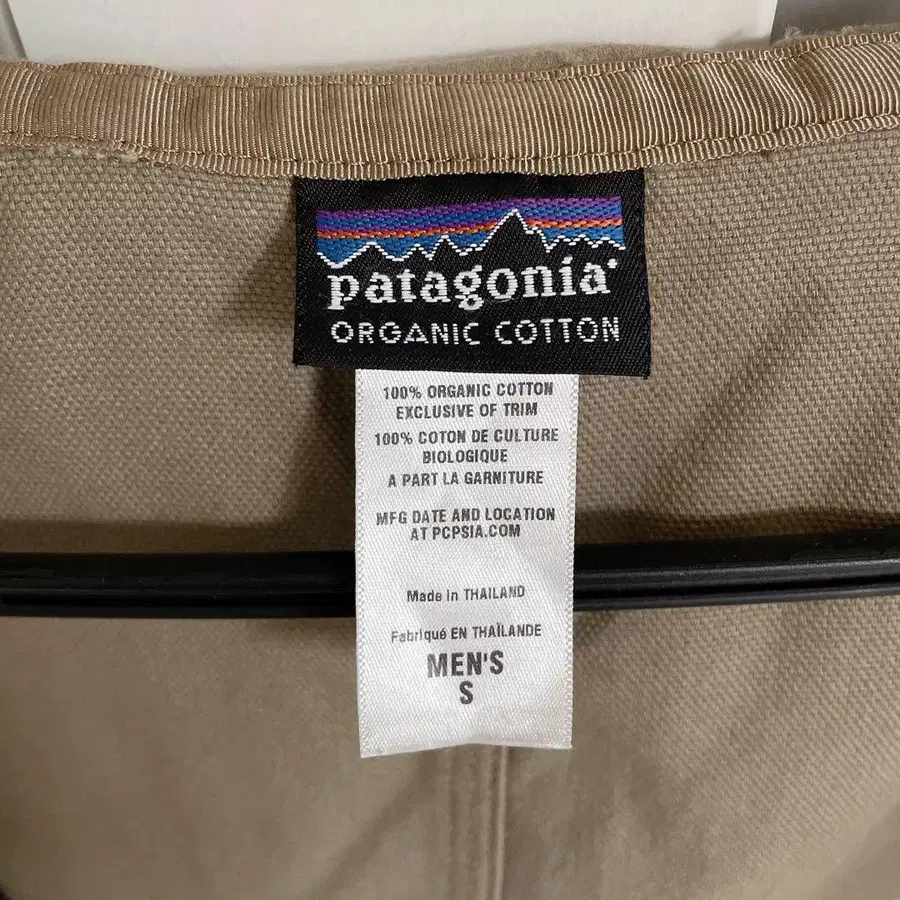 patagonia®
ORGANIC COTTON
100% ORGANIC COTTON
EXCLUSIVE OF TRIM
100% COTON DE CULTURE
BIOLOGIQUE
A PART LA GARNITURE
MFG DATE AND LOCATION
AT PCPSIA.COM
Made in THAILAND
Fabriqué EN THAÏLANDE
MEN'S
S